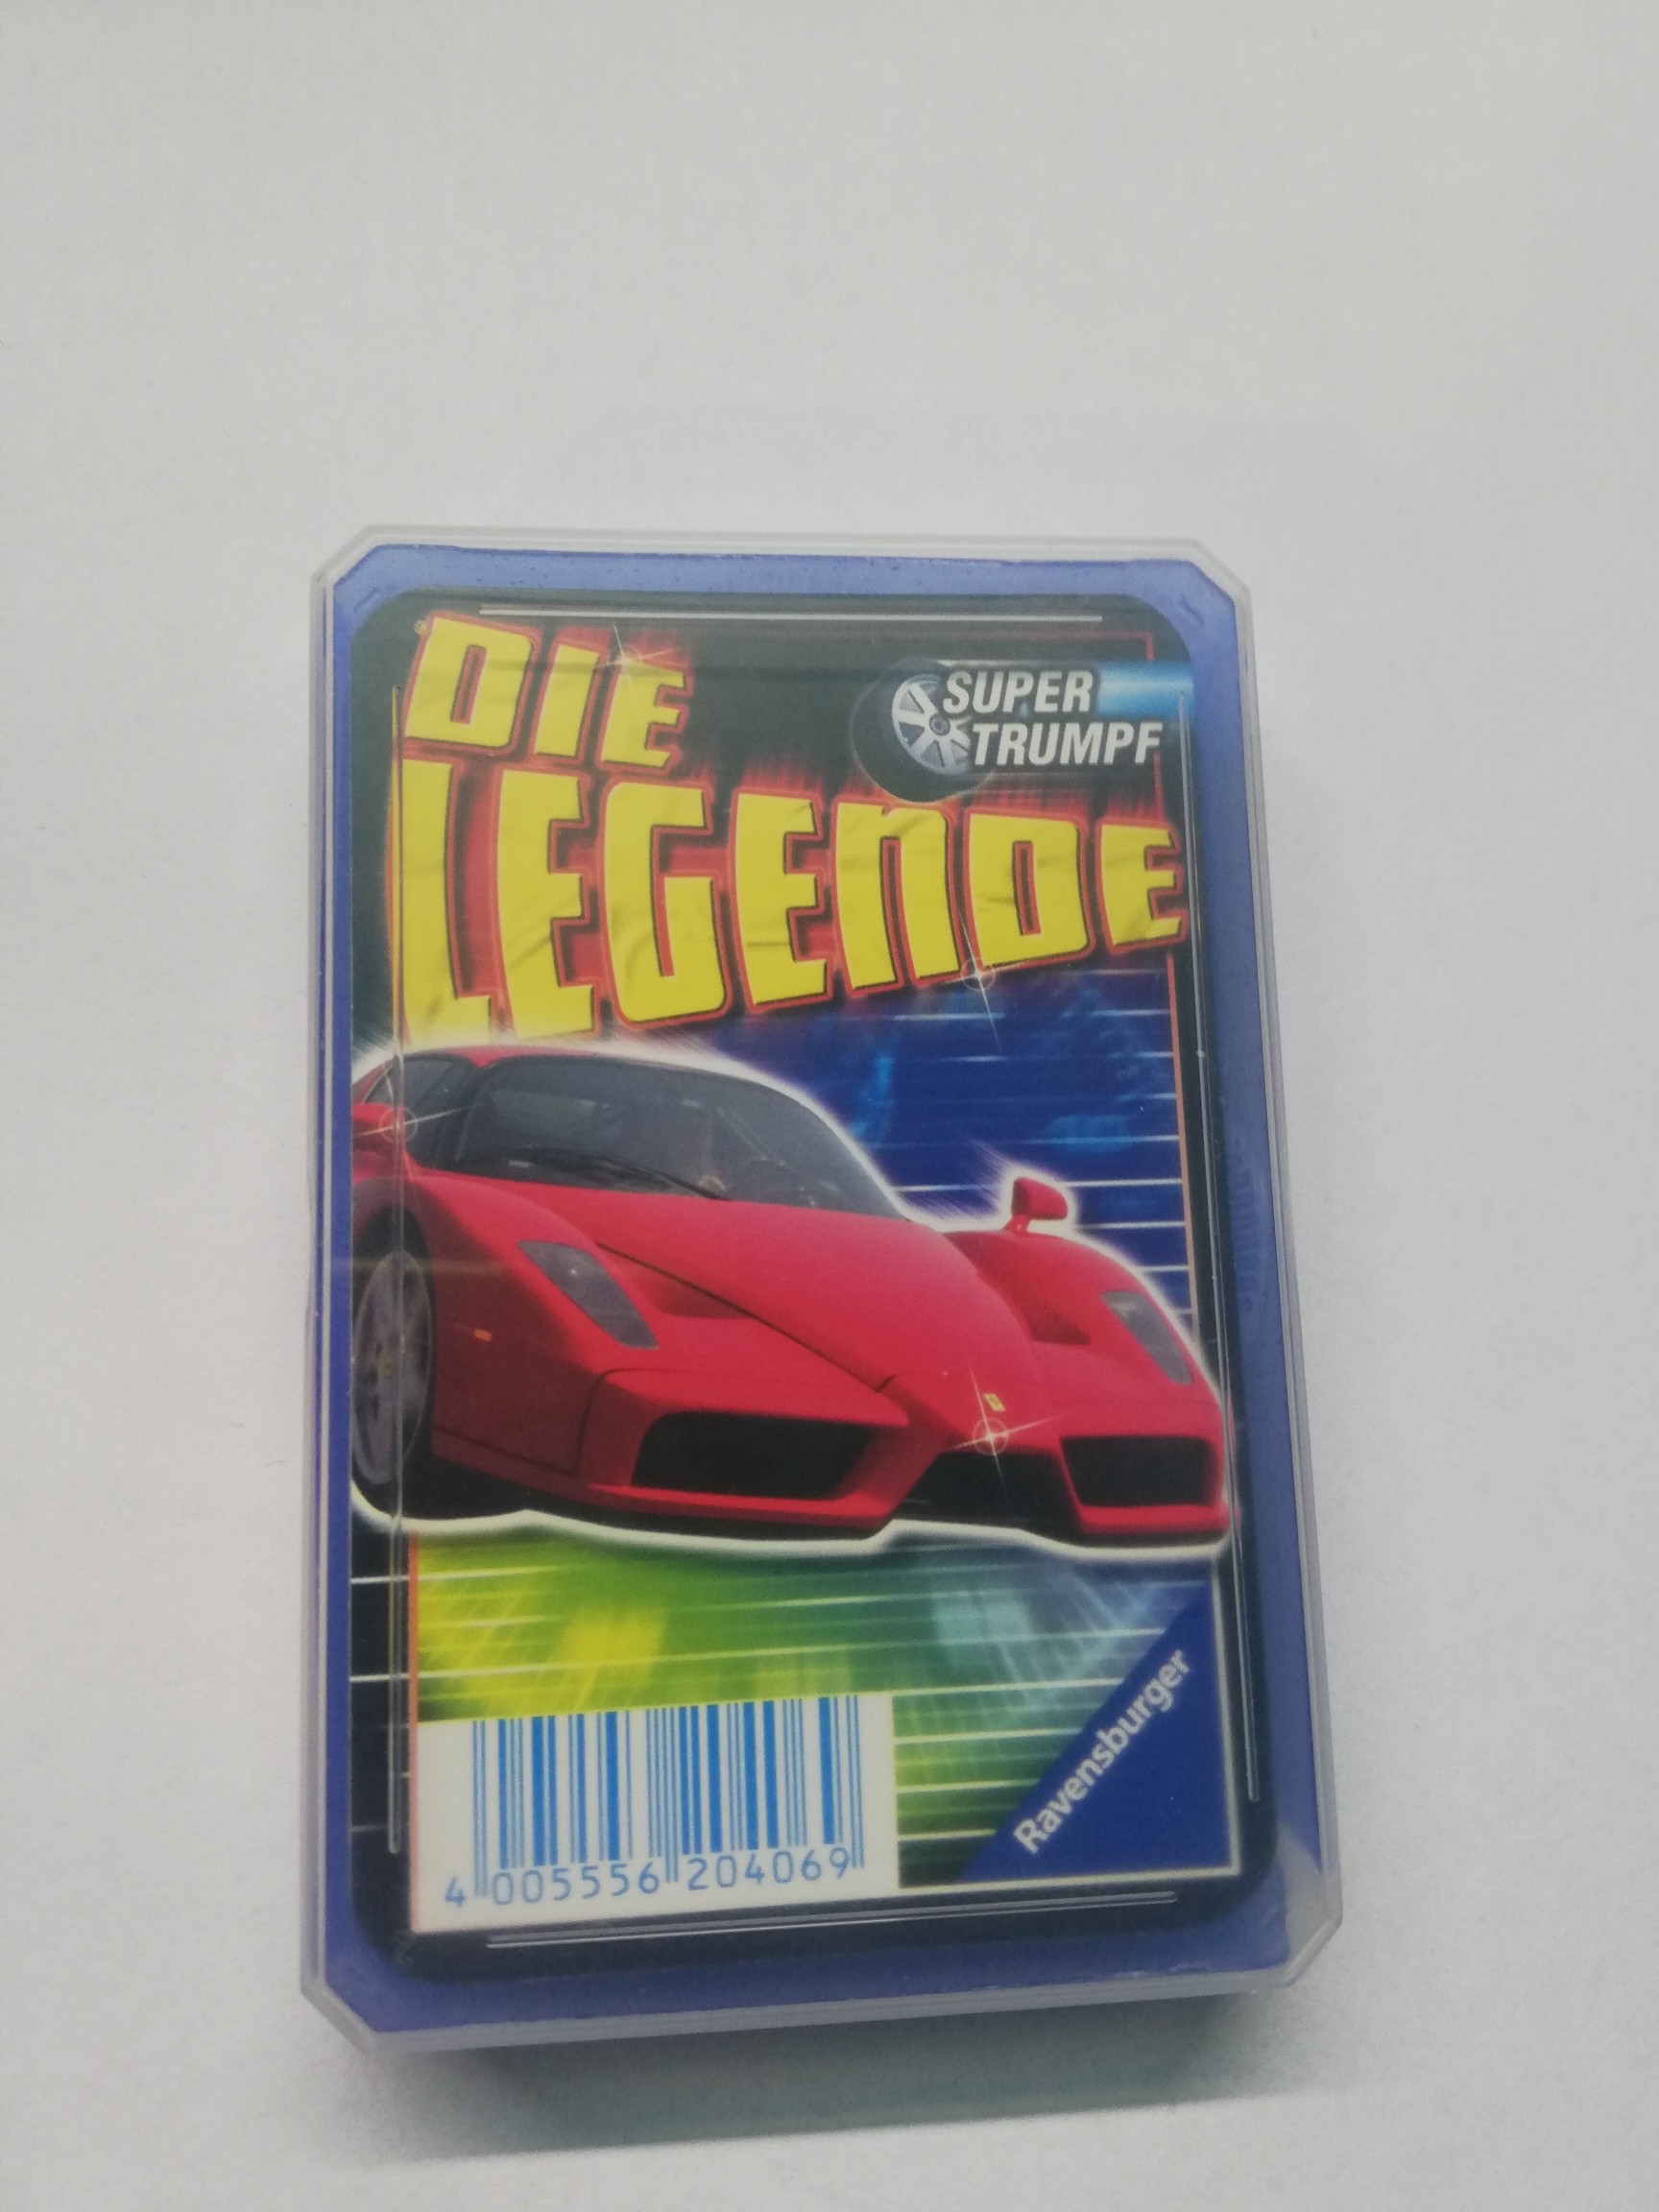 DIE
LEGENDE
SUPER
TRUMPF
Ravensburger
4 005556 204069